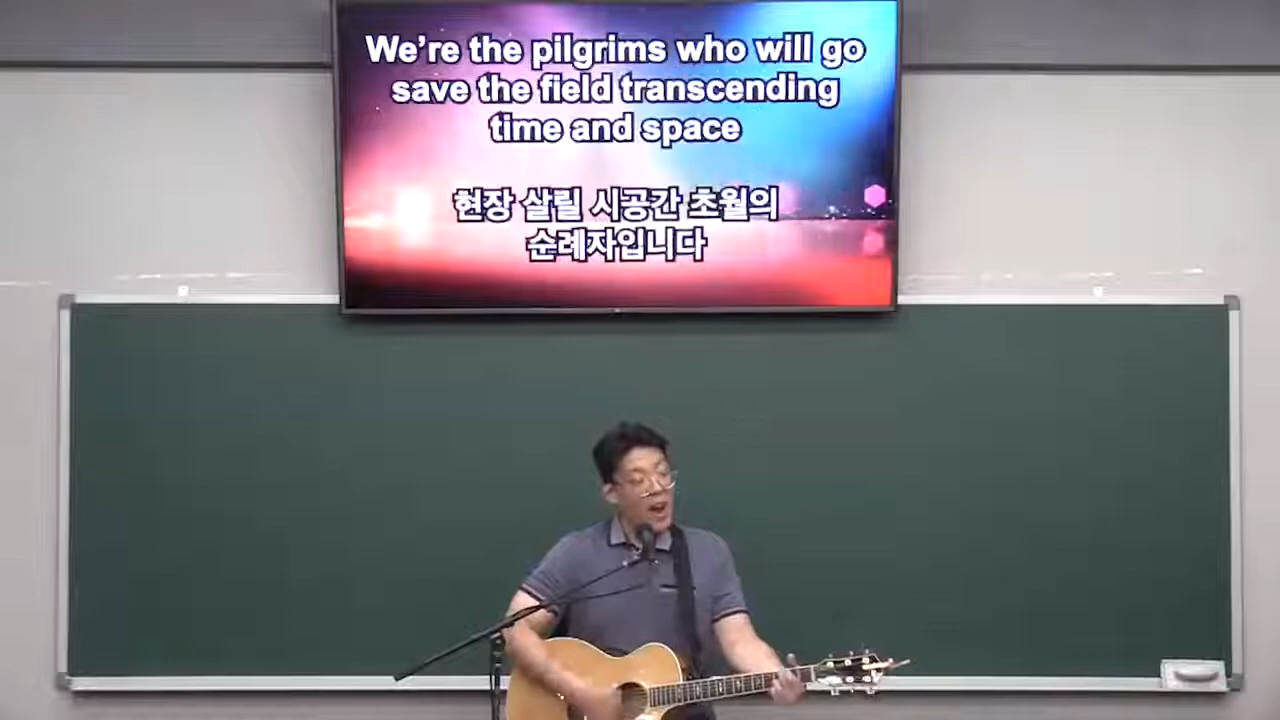 We’re the pilgrims who will go
save the field transcending
time and space
현장 살릴 시공간 초월의
순례자입니다